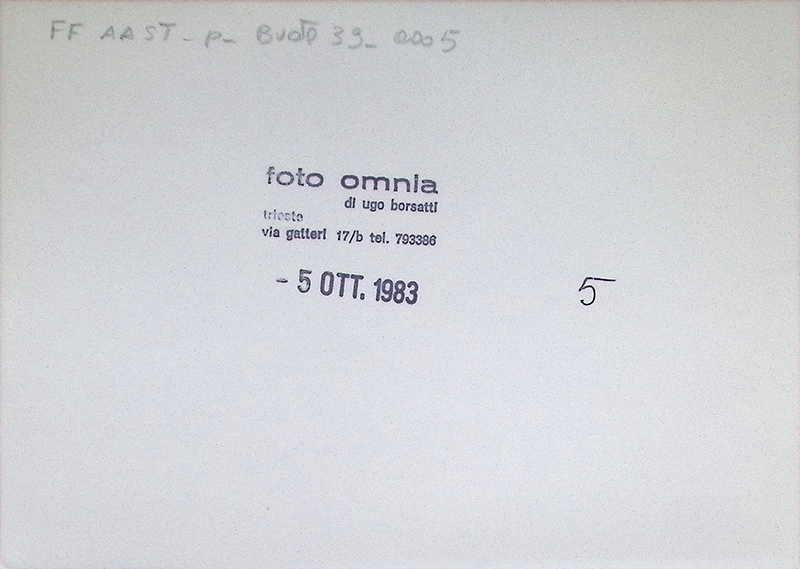 FF AAST - p - Busta 39 - 0005
foto omnia
di ugo borsatti
trieste
via gatteri 17/b tel. 793386
- 5 OTT. 1983
5